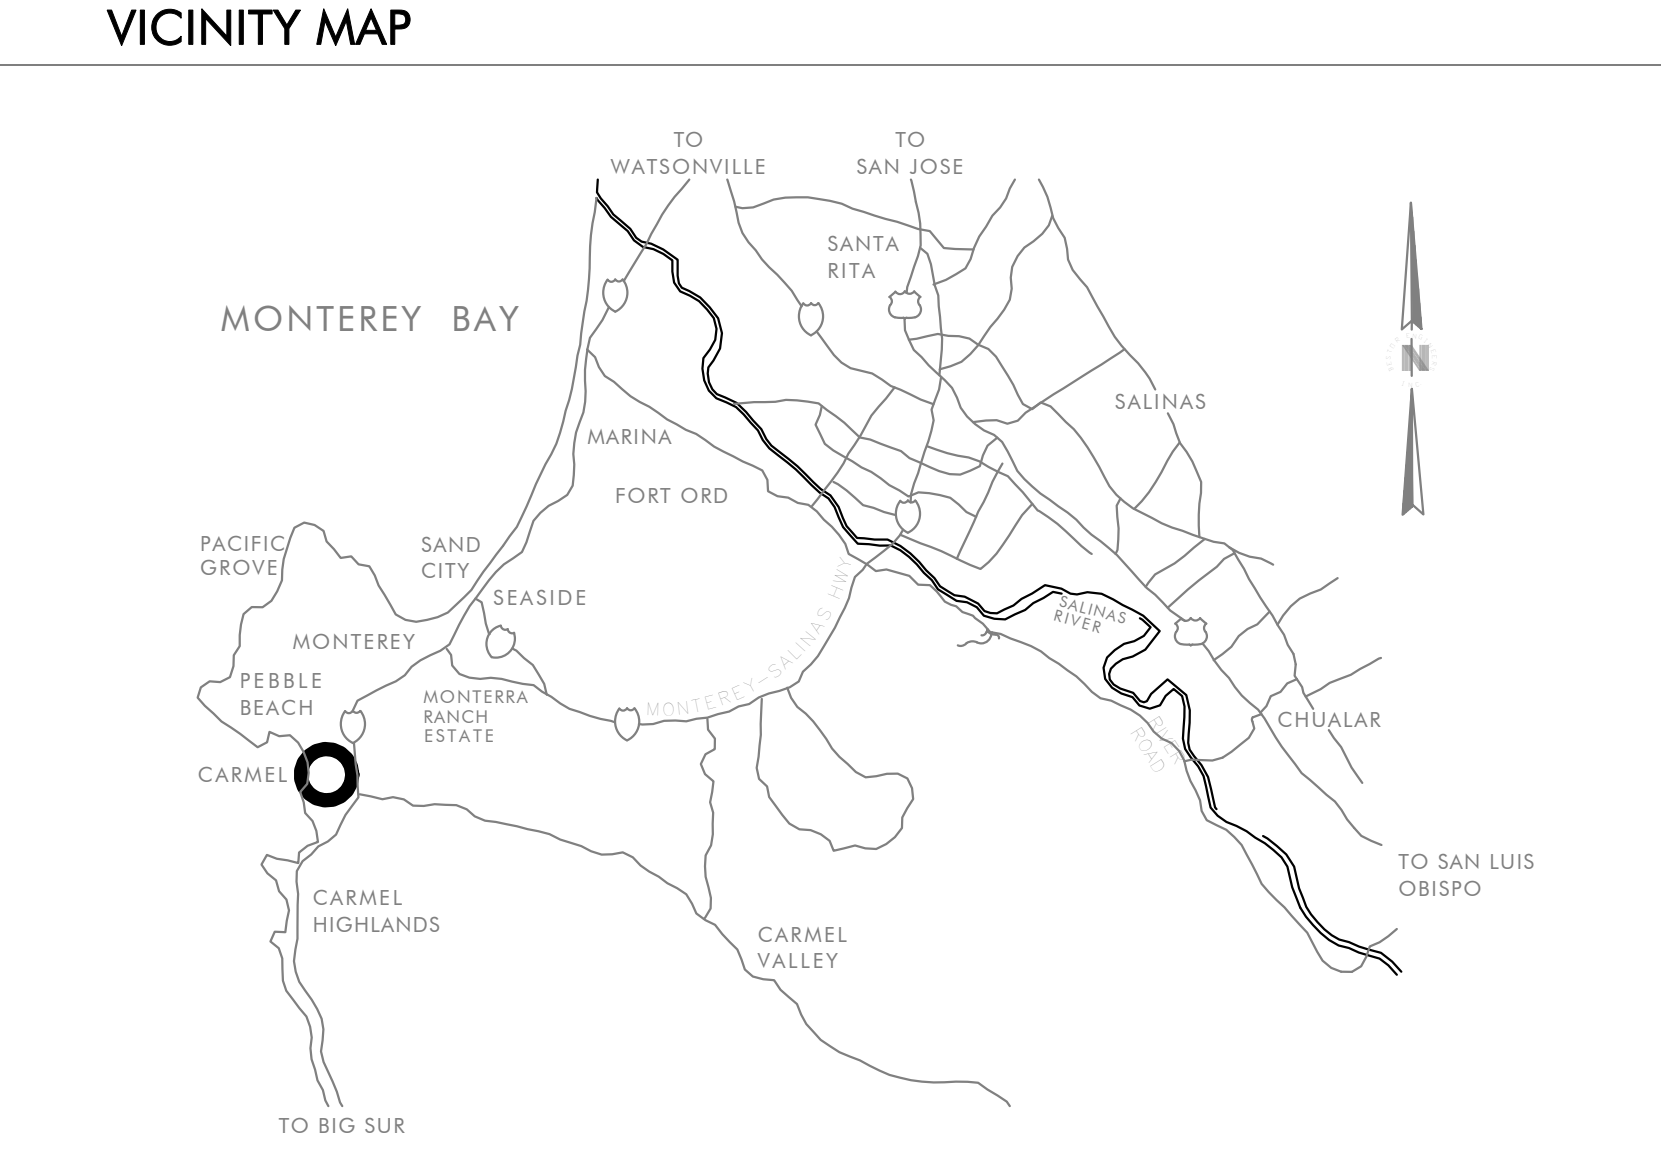 VICINITY MAP
TO
WATSONVILLE
TO
SAN JOSE
SANTA
RITA
MONTEREY BAY
N
SALINAS
MARINA
FORT ORD
PACIFIC
GROVE
SAND
CITY
SEASIDE
SALINAS
RIVER
MONTEREY
MONTEREY-SALINAS HWY
PEBBLE
BEACH
MONTERRA
RANCH
ESTATE
RIVER
ROAD
CHUALAR
CARMEL
TO SAN LUIS
OBISPO
CARMEL
HIGHLANDS
CARMEL
VALLEY
TO BIG SUR